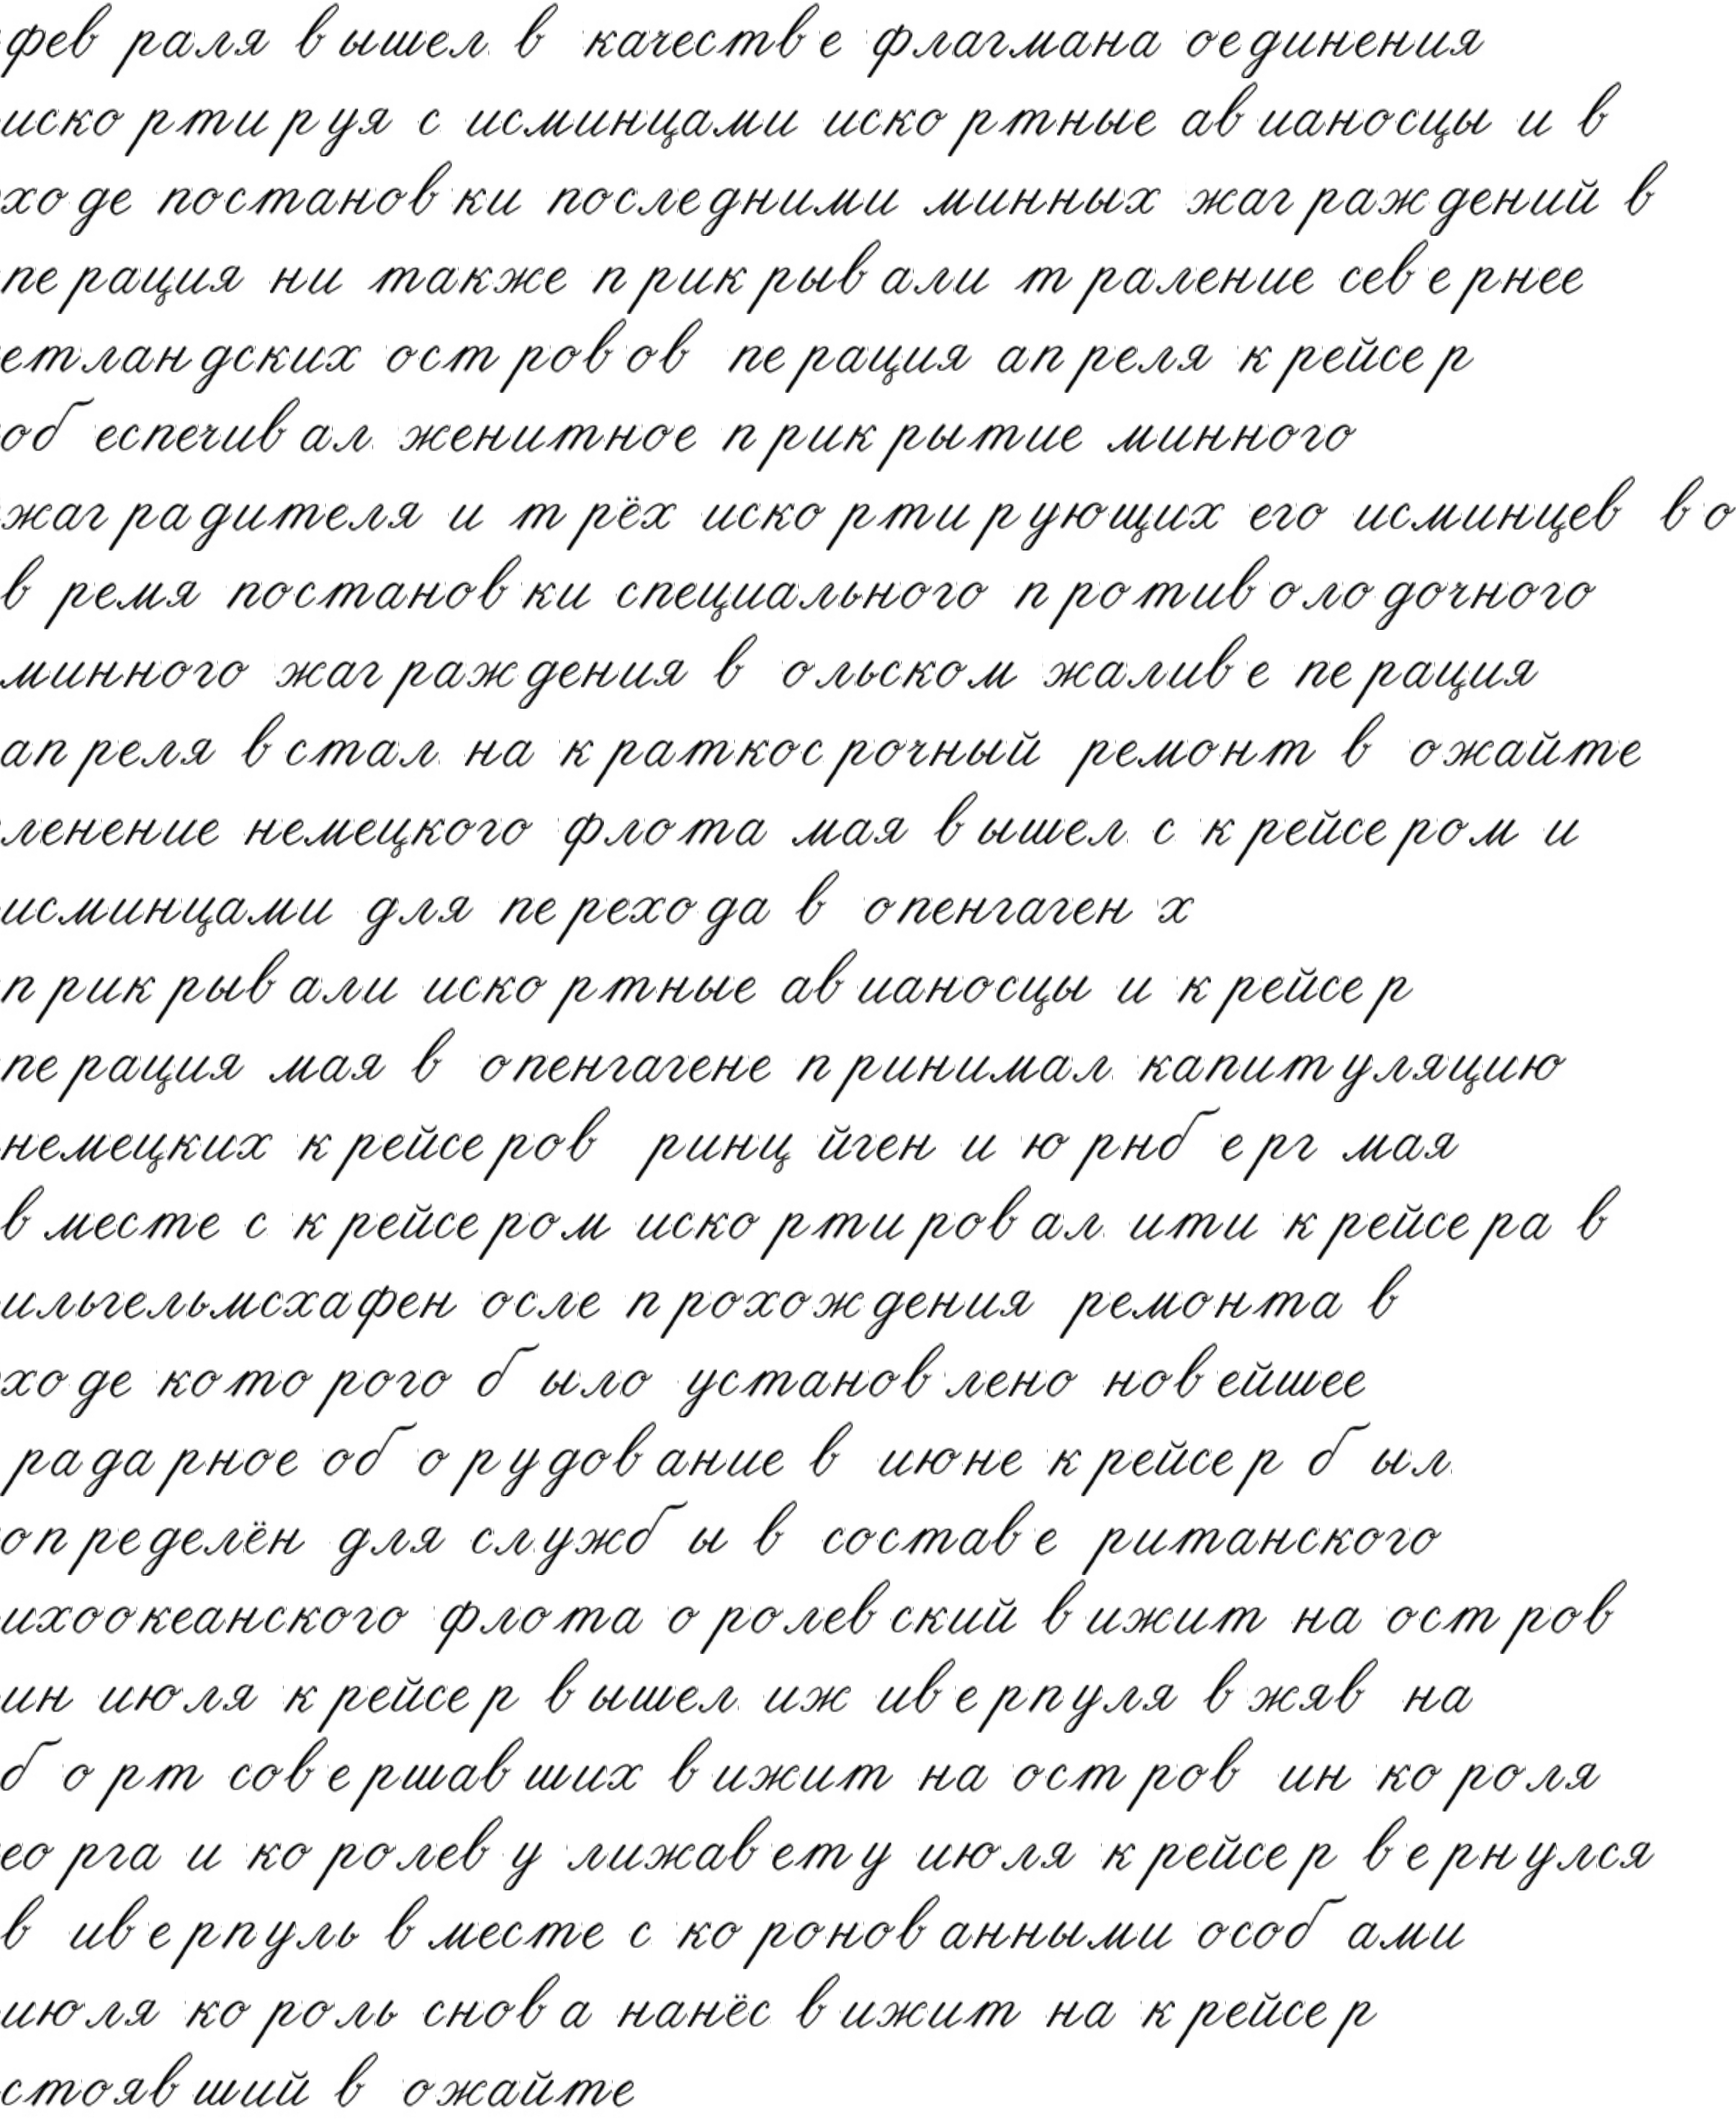 февраля вышел в качестве флагмана оединения
искортируя с исминцами искортные авианосцы и в
ходе постановки последними минных жаграждений в
перация ни также прикрывали траление севернее
етландских островов перация апреля крейсер
обеспечивал женитное прикрытие минного
жаградителя и трёх искортирующих его исминцев во
время постановки специального противолодочного
минного жаграждения в ольском жаливе перация
апреля встал на краткосрочный ремонт в ожайте
ленение немецкого флота мая вышел с крейсером и
исминцами для перехода в опенгаген х
прикрывали искортные авианосцы и крейсер
перация мая в опенгагене принимал капитуляцию
немецких крейсеров ринц йген и юрнберг мая
вместе с крейсером искортировал ити крейсера в
ильгельмсхафен осле прохождения ремонта в
ходе которого было установлено новейшее
радарное оборудование в июне крейсер был
определён для службы в составе ританского
ихоокеанского флота оролевский вижит на остров
ин июля крейсер вышел иж иверпуля вжяв на
борт совершавших вижит на остров ин короля
еорга и королеву лижавету июля крейсер вернулся
в иверпуль вместе с коронованными особами
июля король снова нанёс вижит на крейсер
стоявший в ожайте